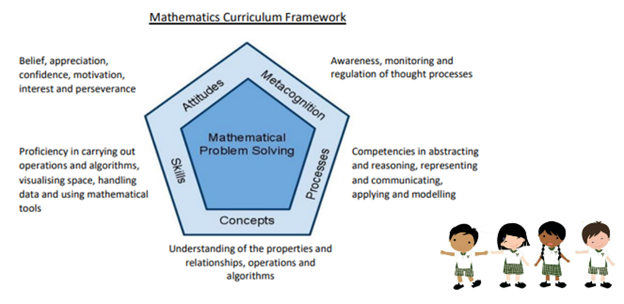 Mathematics Curriculum Framework
Belief, appreciation,
confidence, motivation,
interest and perseverance
Awareness, monitoring and
regulation of thought processes
Attitudes
Metacognition
Mathematical
Problem Solving
Proficiency in carrying out
operations and algorithms,
visualising space, handling
data and using mathematical
tools
Skills
Processes
Competencies in abstracting
and reasoning, representing
and communicating,
applying and modelling
Concepts
Understanding of the properties and
relationships, operations and
algorithms